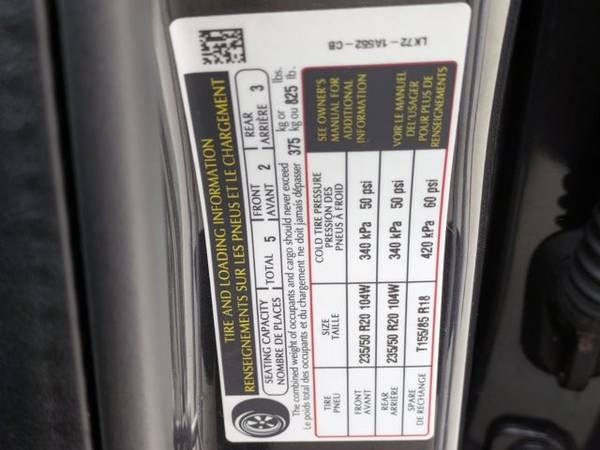 TIRE AND LOADING INFORMATION
RENSEIGNEMENTS SUR LES PNEUS ET LE CHARGEMENT
SEATING CAPACITY TOTAL 5 FRONT 2 REAR 3
NOMBRE DE PLACES AVANT ARRIÈRE
The combined weight of occupants and cargo should never exceed 375 kg or 825 lbs.
Le poids total des occupants et du chargement ne doit jamais dépasser kg ou lb.
TIRE SIZE COLD TIRE PRESSURE SEE OWNER'S
PNEU TAILLE PRESSION DES MANUAL FOR
PNEUS À FROID ADDITIONAL
INFORMATION
FRONT 235/50 R20 104W 340 kPa 50 psi
AVANT
REAR 235/50 R20 104W 340 kPa 50 psi VOIR LE MANUEL
ARRIÈRE DE L'USAGER
SPARE T155/85 R18 420 kPa 60 psi POUR PLUS DE
DE RECHANGE RENSEIGNEMENTS
LK72-1A552-CB